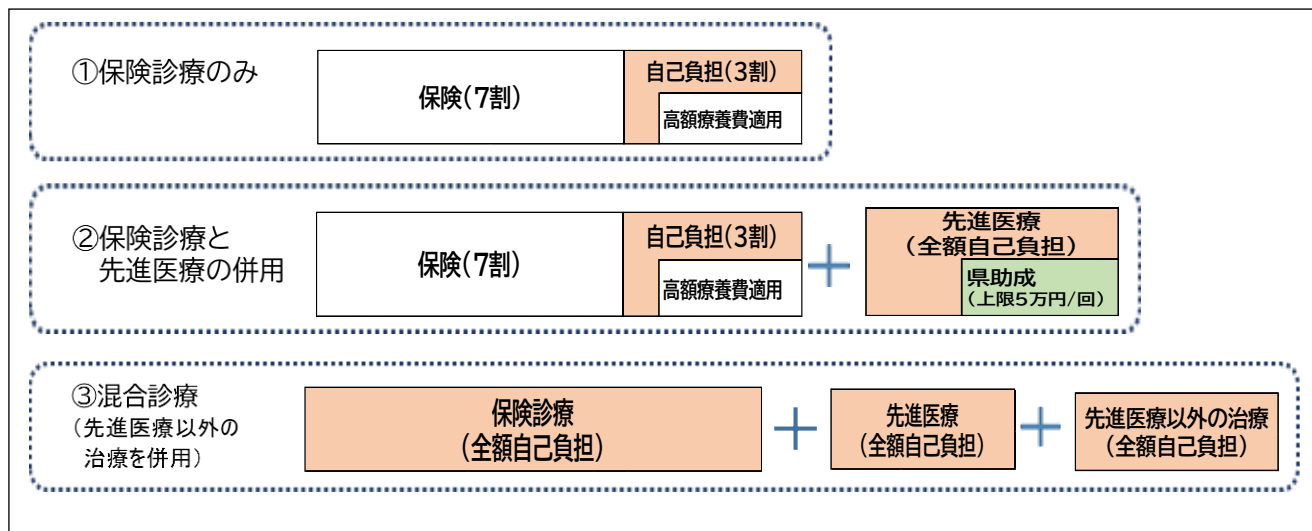 ①保険診療のみ
保険(7割)
自己負担(3割)
高額療養費適用
②保険診療と
先進医療の併用
保険(7割)
自己負担(3割)
高額療養費適用
+
先進医療
(全額自己負担)
県助成
(上限5万円/回)
③混合診療
(先進医療以外の
治療を併用)
保険診療
(全額自己負担)
+
先進医療
(全額自己負担)
+
先進医療以外の治療
(全額自己負担)